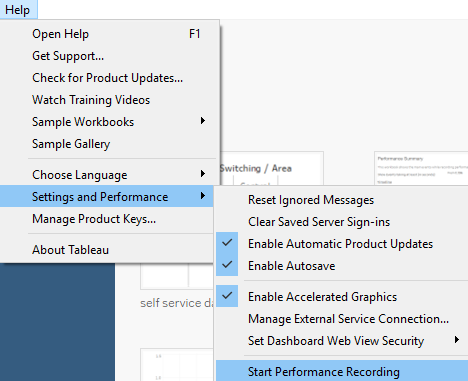 Help
Open Help F1
Get Support...
Check for Product Updates...
Watch Training Videos
Sample Workbooks
Sample Gallery
Choose Language
Settings and Performance
Manage Product Keys...
About Tableau
Switching / Area
Performance Summary
Reset Ignored Messages
Clear Saved Server Sign-ins
Enable Automatic Product Updates
Enable Autosave
Enable Accelerated Graphics
Manage External Service Connection...
Set Dashboard Web View Security
Start Performance Recording
self service da